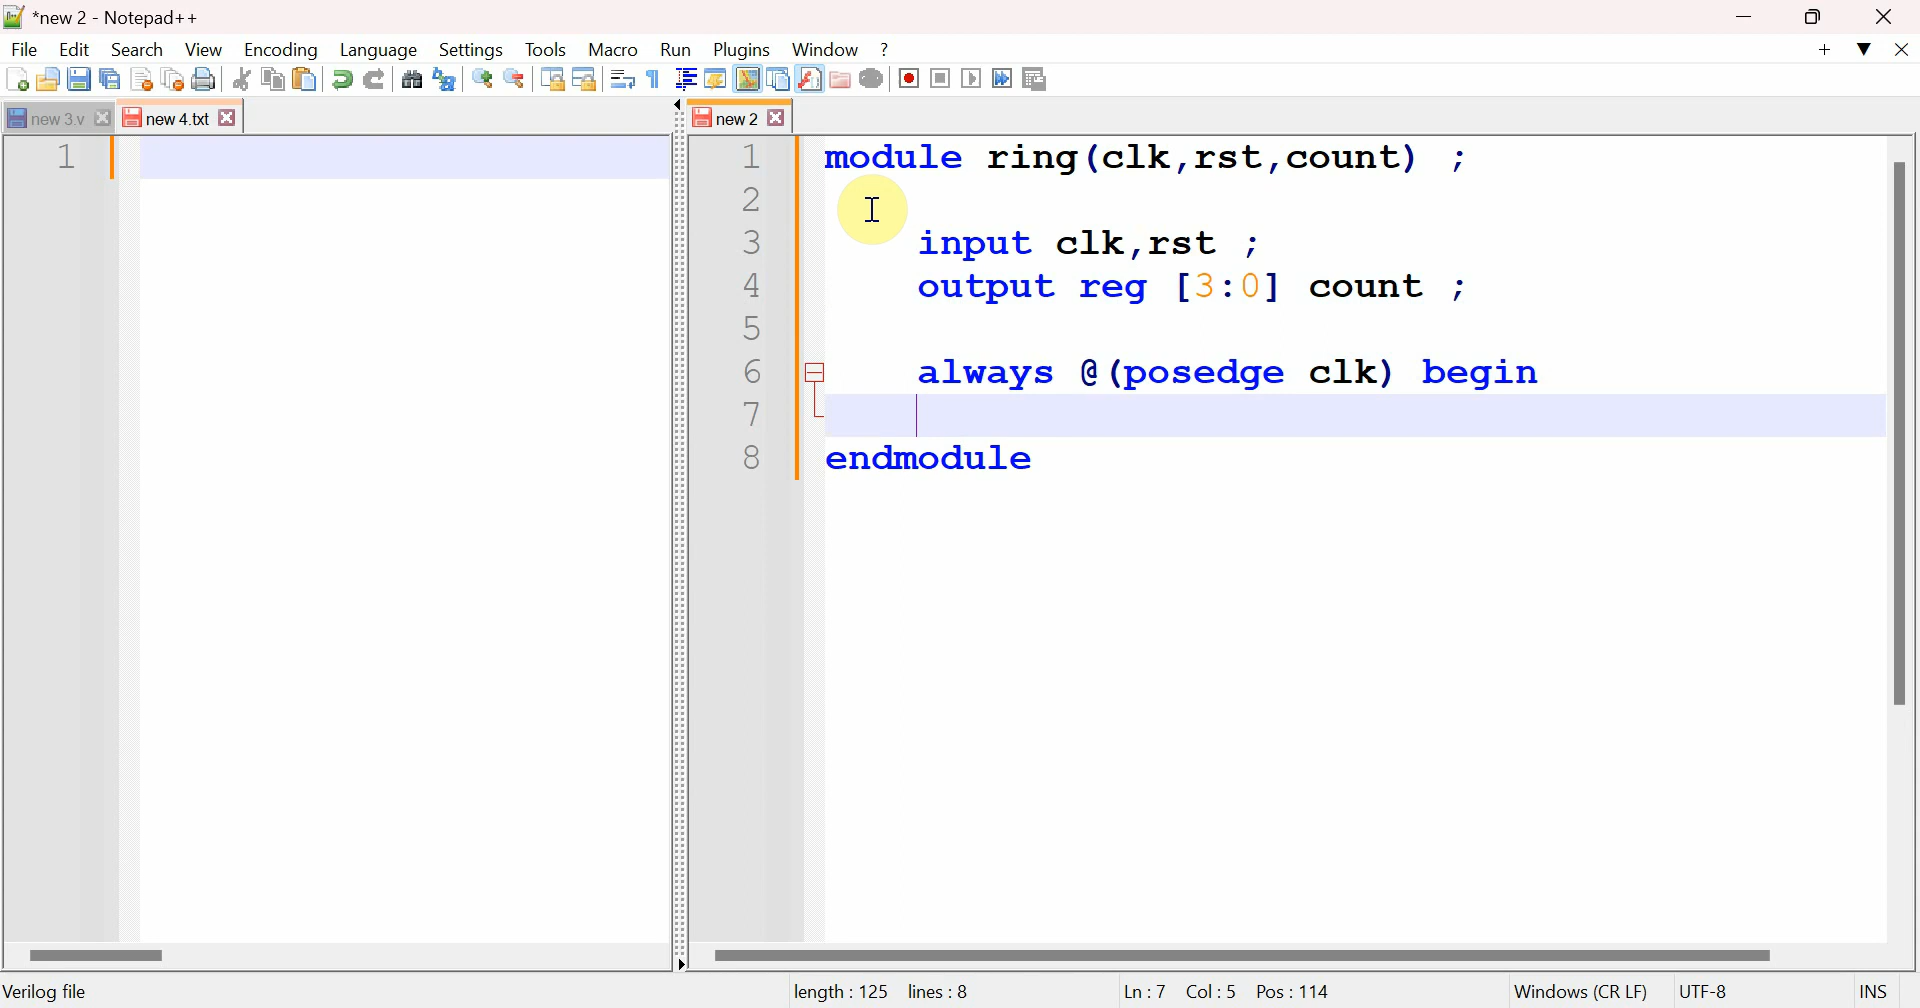 *new 2 - Notepad++
File Edit Search View Encoding Language Settings Tools Macro Run Plugins Window ?
new 3.v new 4.txt new 2
1
1 module ring(clk,rst,count) ;
2
3 input clk,rst ;
4 output reg [3:0] count ;
5
6 always @(posedge clk) begin
7
8 endmodule
Verilog file length : 125 lines : 8 Ln : 7 Col : 5 Pos : 114 Windows (CR LF) UTF-8 INS